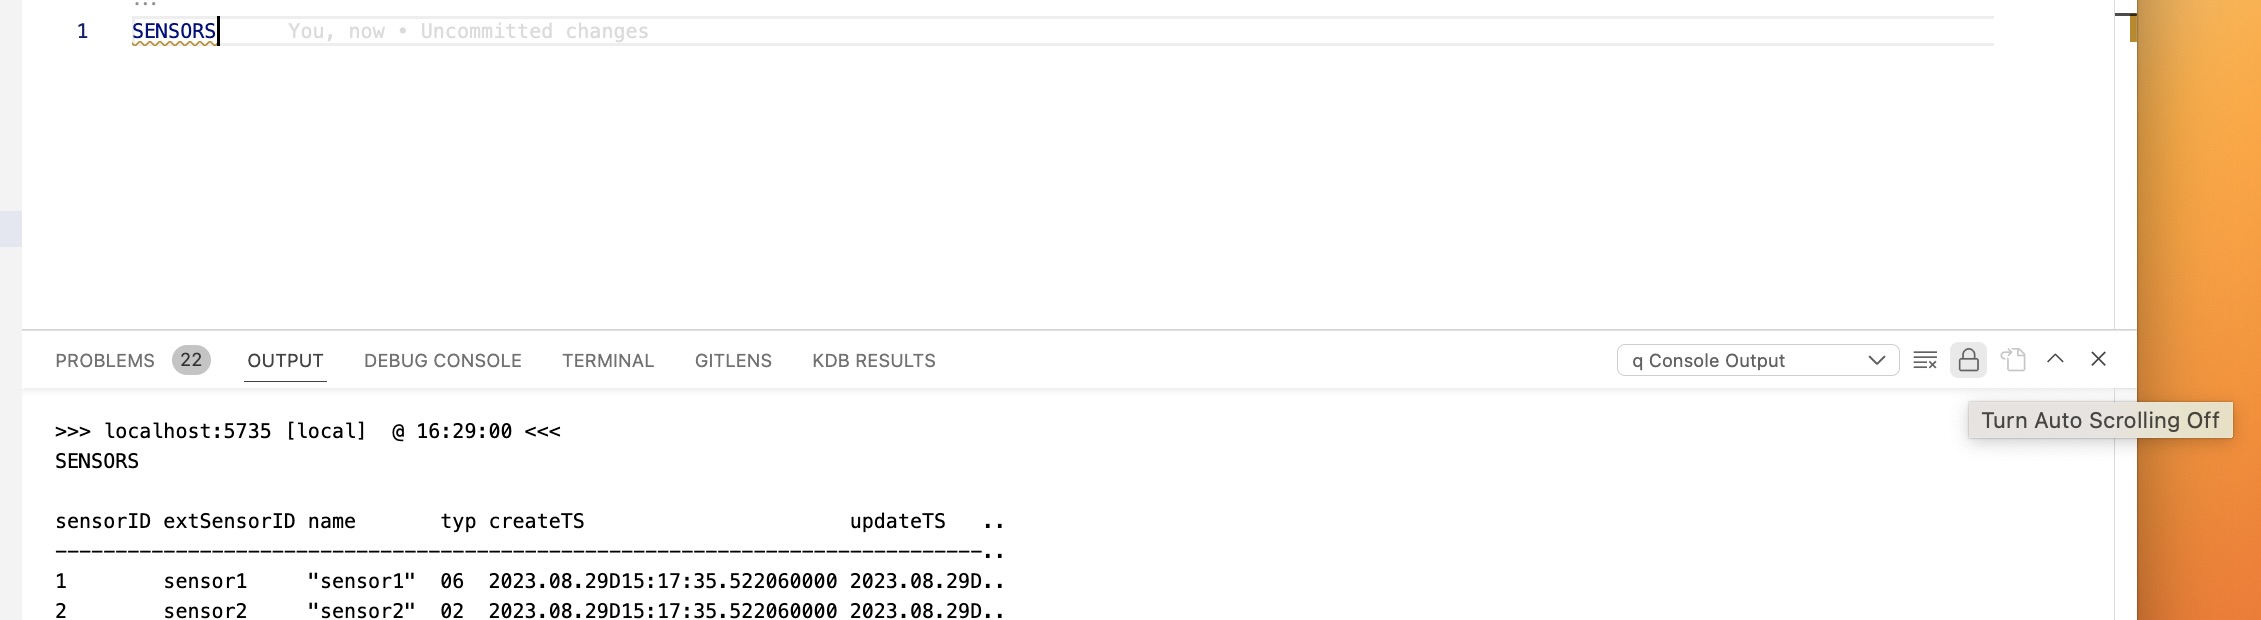 ...
1 SENSORS You, now • Uncommitted changes
PROBLEMS 22 OUTPUT DEBUG CONSOLE TERMINAL GITLENS KDB RESULTS q Console Output
Turn Auto Scrolling Off
>>> localhost:5735 [local]  @ 16:29:00 <<<
SENSORS
sensorID extSensorID name       typ createTS                      updateTS   ..
-----------------------------------------------------------------------------..
1        sensor1     "sensor1"  06  2023.08.29D15:17:35.522060000 2023.08.29D..
2        sensor2     "sensor2"  02  2023.08.29D15:17:35.522060000 2023.08.29D..